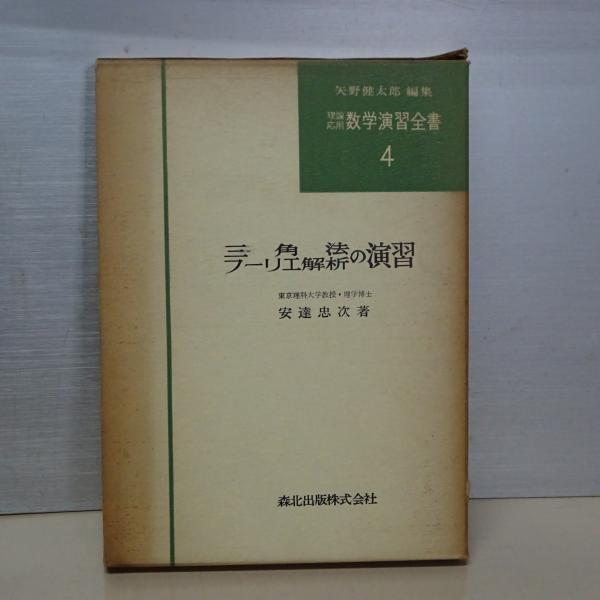 矢野健太郎 編集
理論応用 数学演習全書
4
三角法フーリエ解析の演習
東京理科大学教授・理学博士
安達忠次著
森北出版株式会社